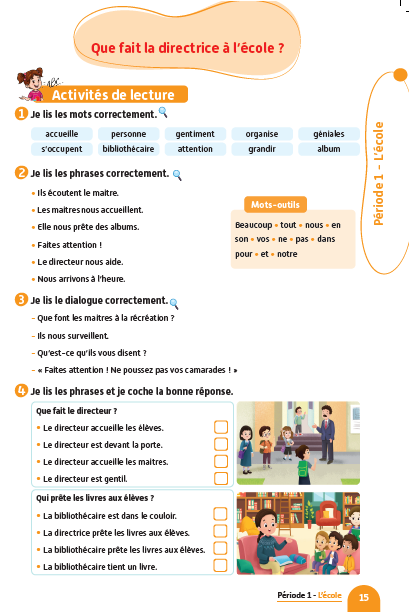 Que fait la directrice à l'école ?
ABC
Activités de lecture
1 Je lis les mots correctement.
accueille personne gentiment organise géniales
s'occupent bibliothécaire attention grandir album
2 Je lis les phrases correctement.
• Ils écoutent le maitre.
• Les maitres nous accueillent.
• Elle nous prête des albums.
• Faites attention !
• Le directeur nous aide.
• Nous arrivons à l'heure.
Mots-outils
Beaucoup • tout • nous • en
son • vos • ne • pas • dans
pour • et • notre
3 Je lis le dialogue correctement.
- Que font les maitres à la récréation ?
- Ils nous surveillent.
- Qu'est-ce qu'ils vous disent ?
- « Faites attention ! Ne poussez pas vos camarades ! »
4 Je lis les phrases et je coche la bonne réponse.
Que fait le directeur ?
• Le directeur accueille les élèves.
• Le directeur est devant la porte.
• Le directeur accueille les maitres.
• Le directeur est gentil.
Qui prête les livres aux élèves ?
• La bibliothécaire est dans le couloir.
• La directrice prête les livres aux élèves.
• La bibliothécaire prête les livres aux élèves.
• La bibliothécaire tient un livre.
Période 1 - L'école
Période 1 - L'école 15